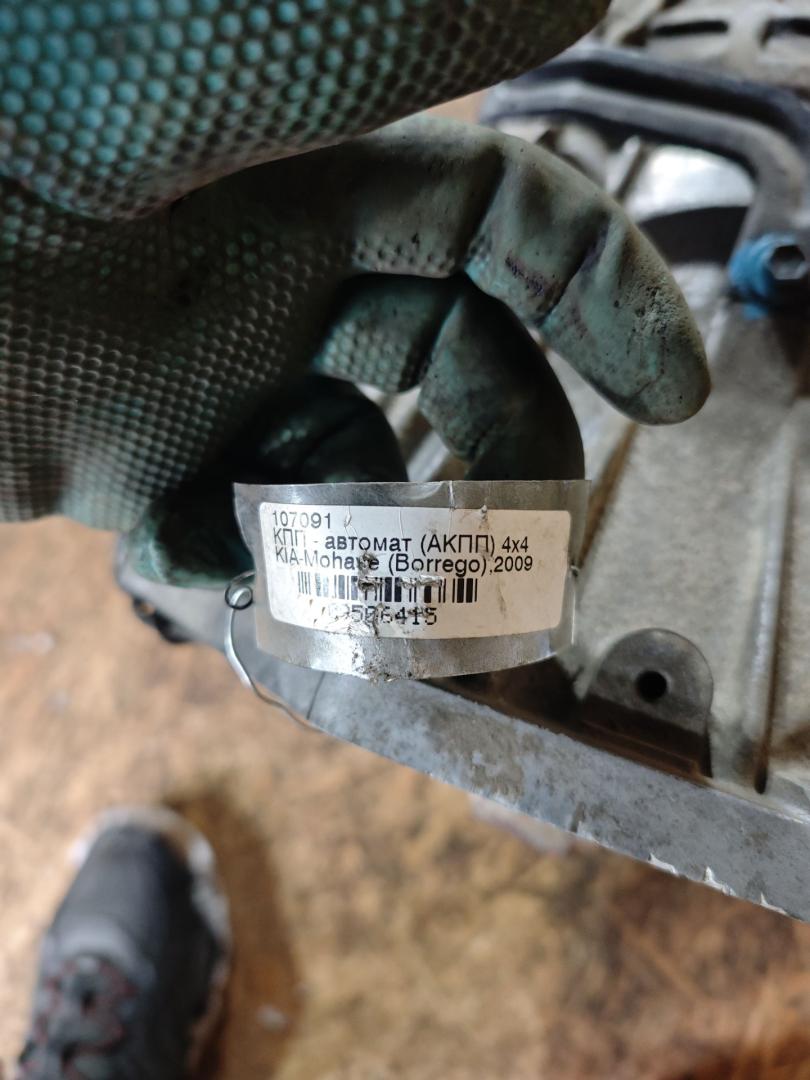 107091
КПП - автомат (АКПП) 4x4
KIA-Mohave (Borrego),2009